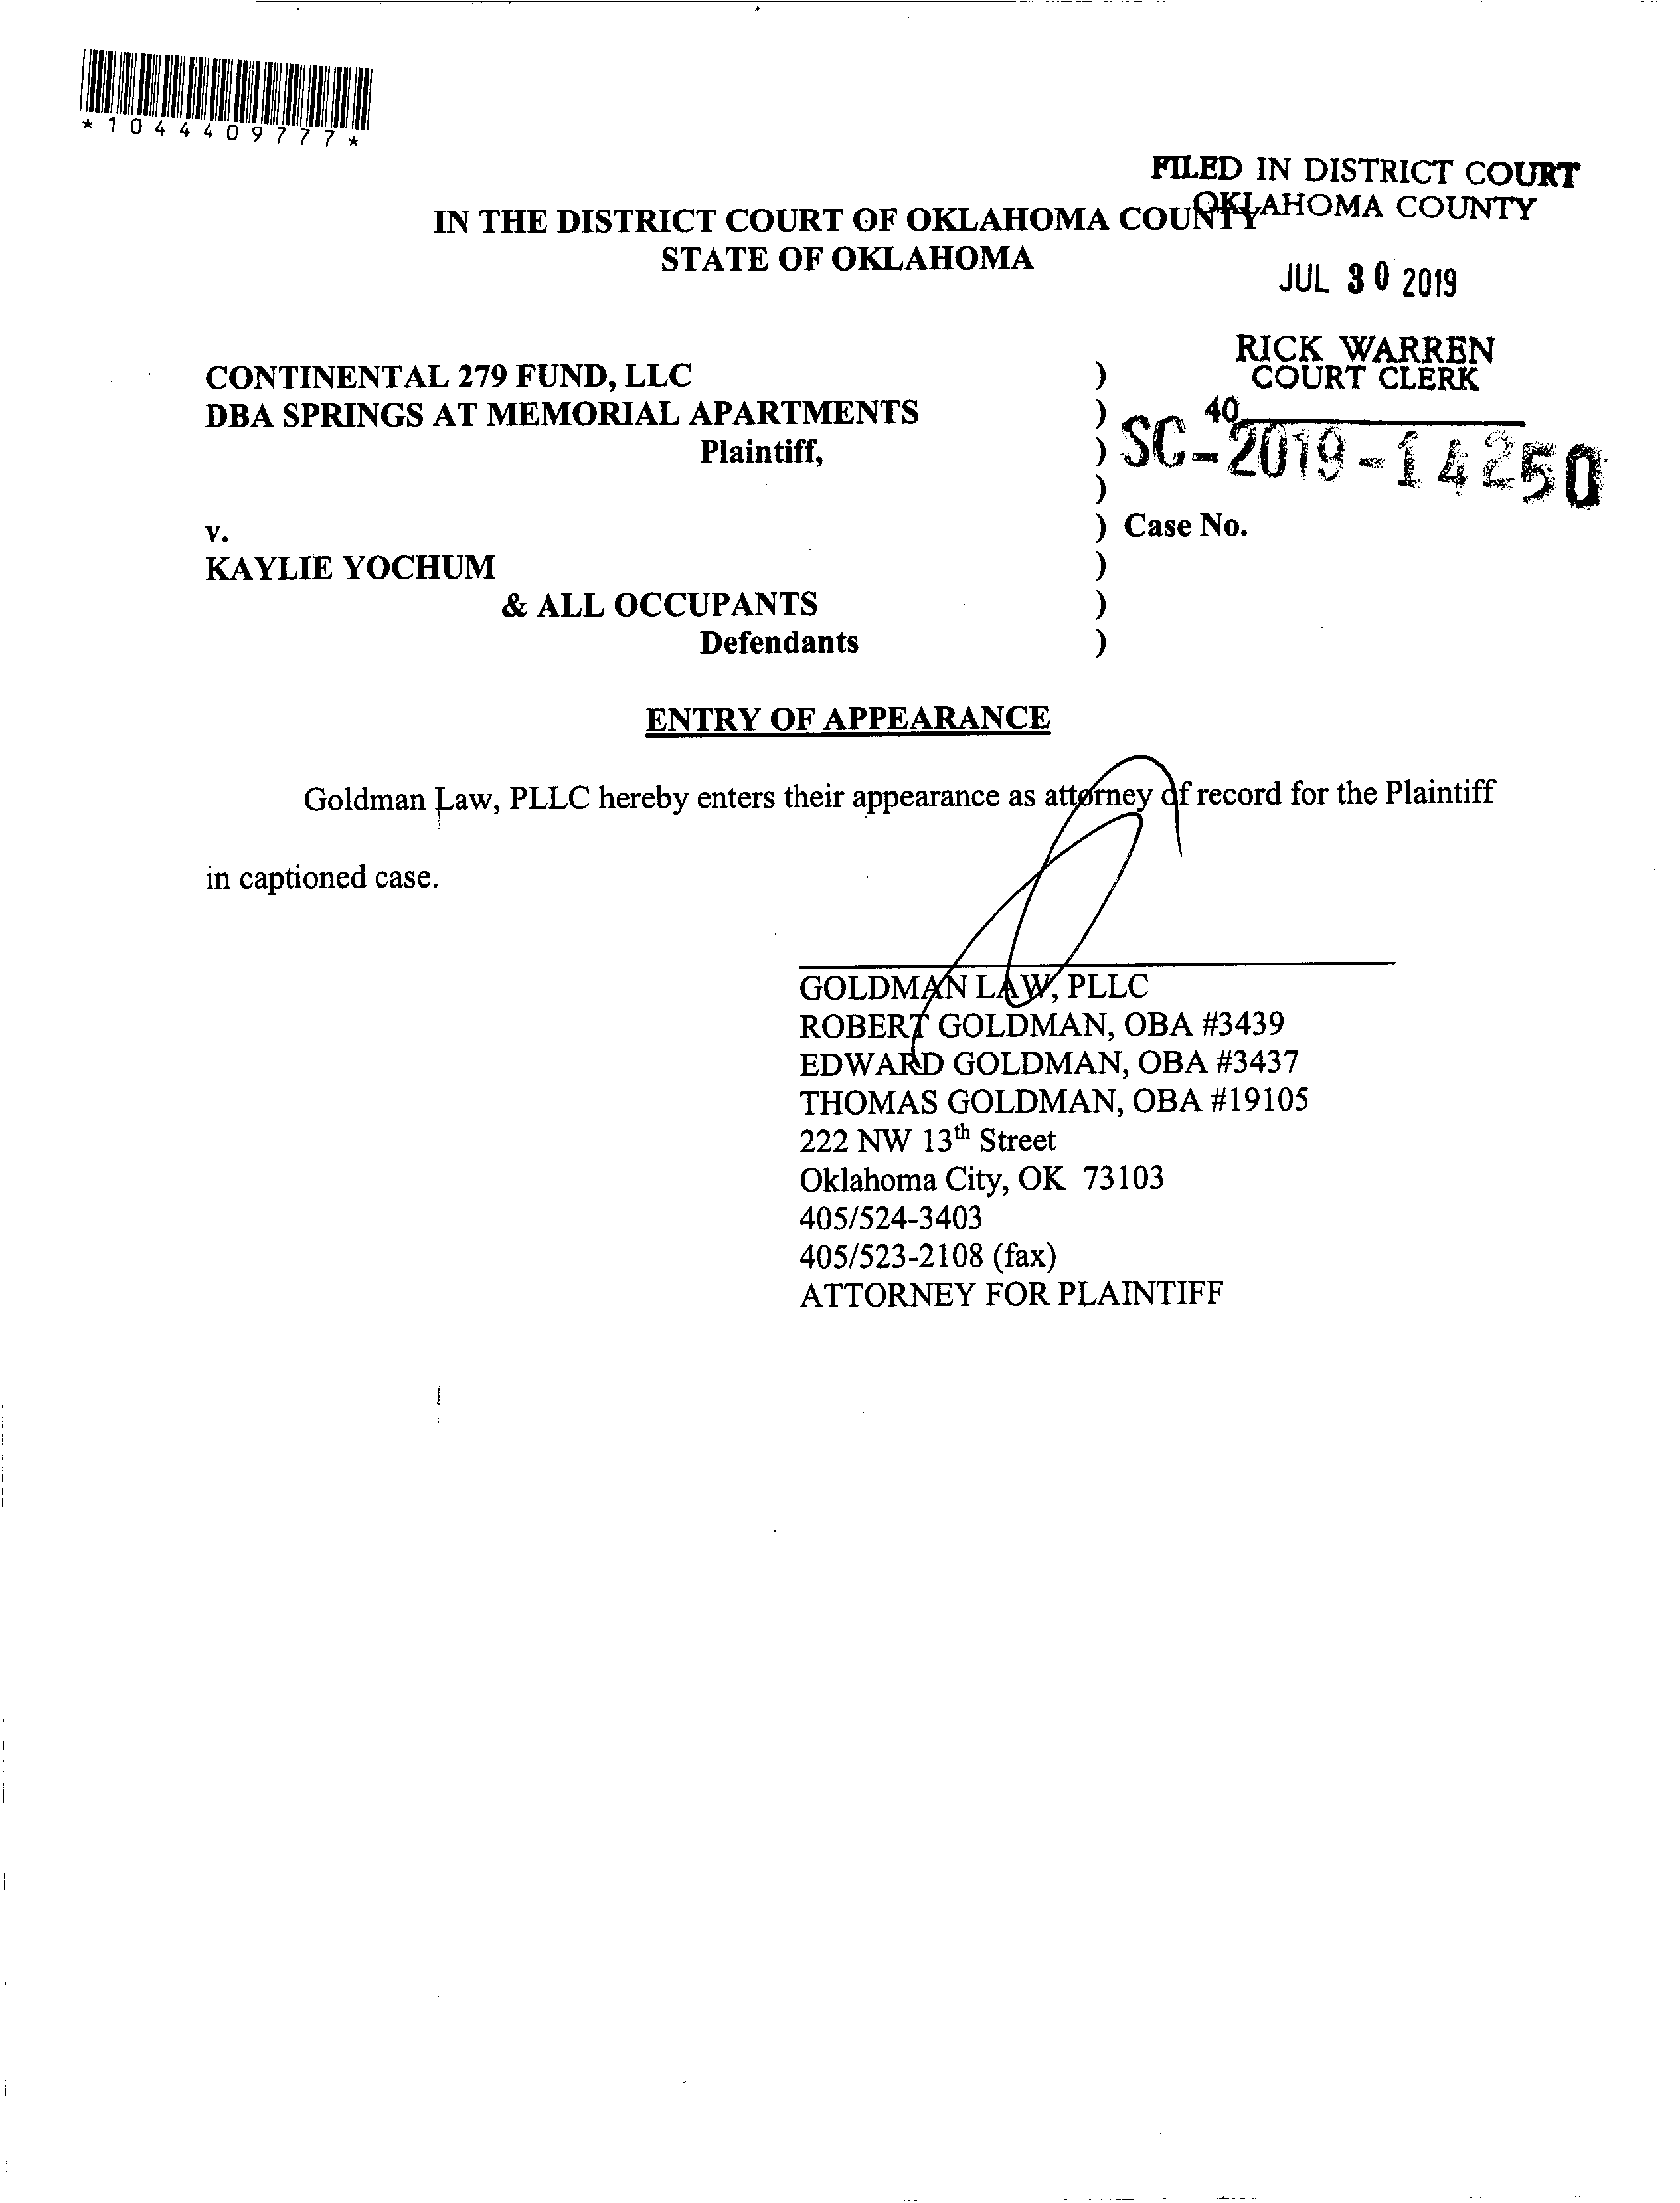 *1044409777*
FILED IN DISTRICT COURT
OKLAHOMA COUNTY
IN THE DISTRICT COURT OF OKLAHOMA COUNTY
STATE OF OKLAHOMA
JUL 30 2019
RICK WARREN
COURT CLERK
40
CONTINENTAL 279 FUND, LLC )
DBA SPRINGS AT MEMORIAL APARTMENTS )
Plaintiff, ) SC-2019-14250
)
v. ) Case No.
KAYLIE YOCHUM )
& ALL OCCUPANTS )
Defendants )
ENTRY OF APPEARANCE
Goldman Law, PLLC hereby enters their appearance as attorney of record for the Plaintiff
in captioned case.
GOLDMAN LAW, PLLC
ROBERT GOLDMAN, OBA #3439
EDWARD GOLDMAN, OBA #3437
THOMAS GOLDMAN, OBA #19105
222 NW 13th Street
Oklahoma City, OK 73103
405/524-3403
405/523-2108 (fax)
ATTORNEY FOR PLAINTIFF